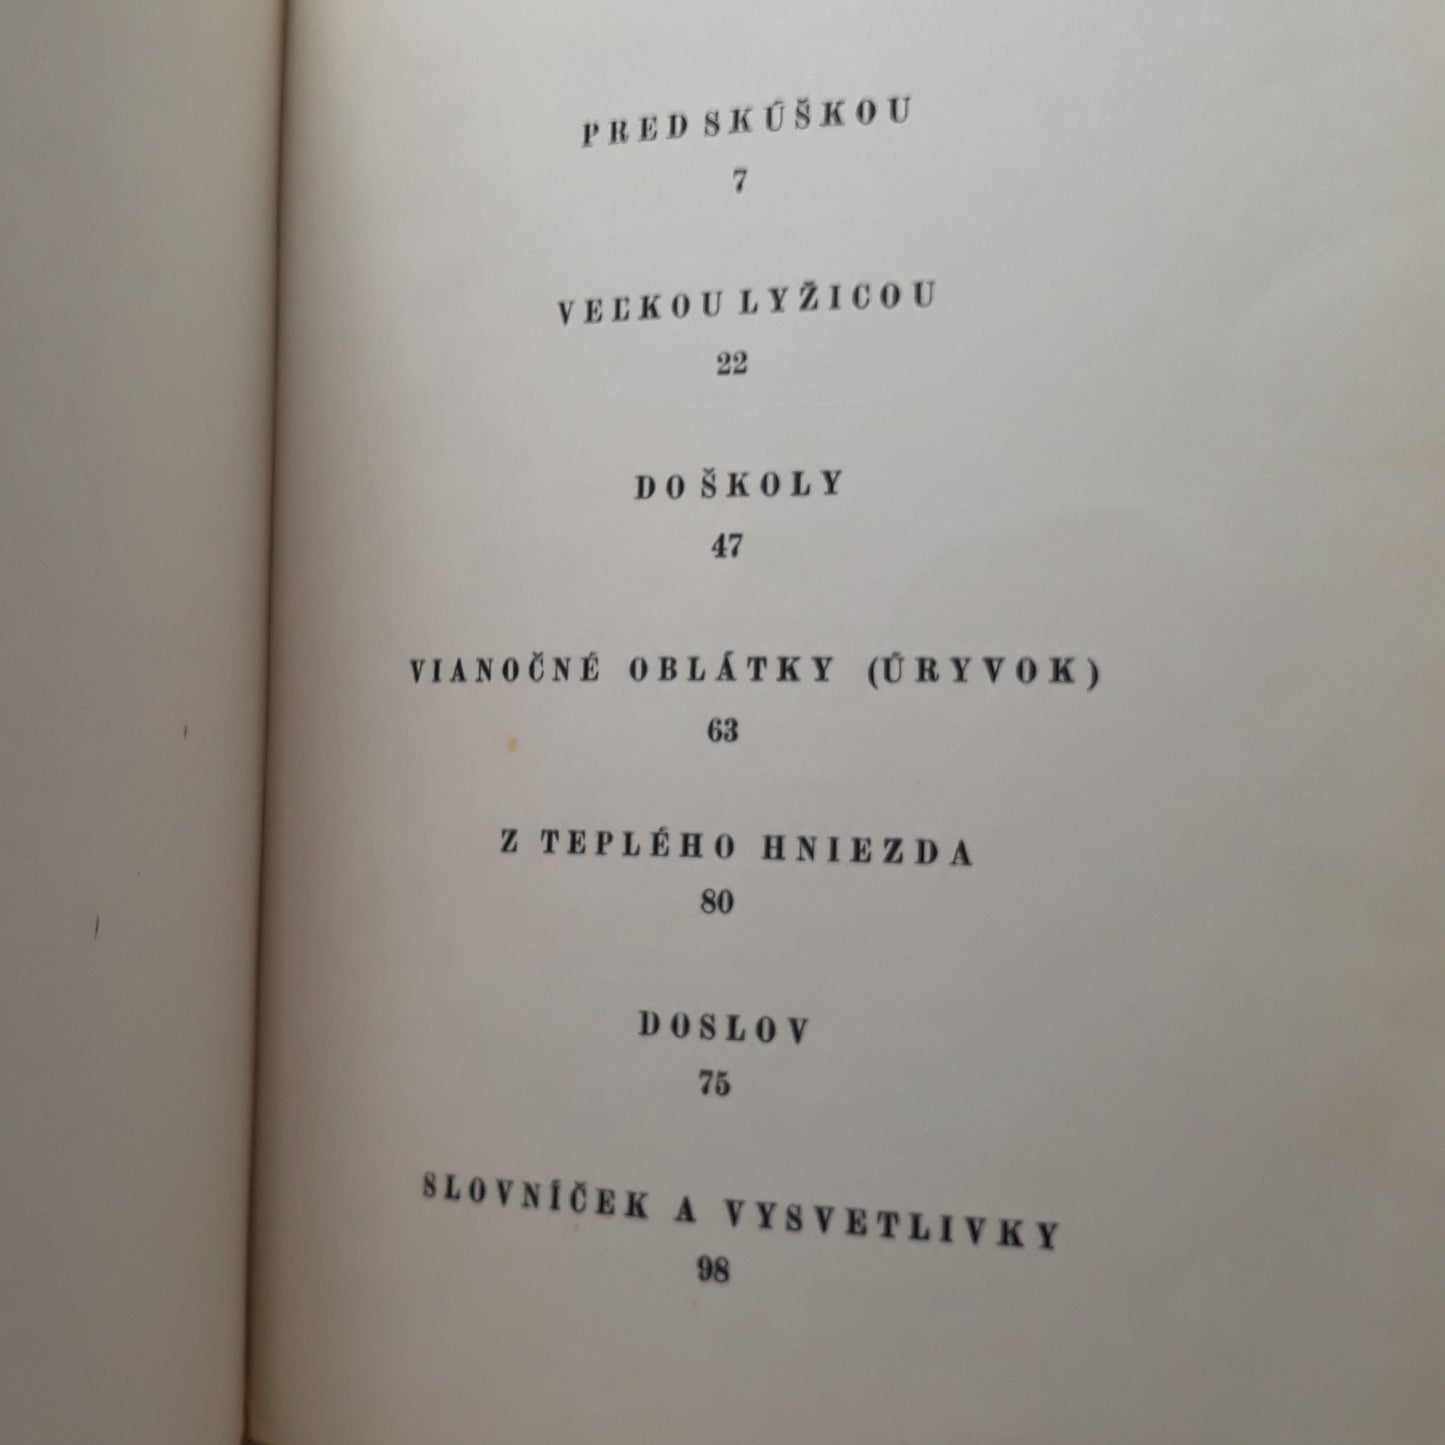 PRED SKÚŠKOU
7
VEĽKOU LYŽICOU
22
DO ŠKOLY
47
VIANOČNÉ OBLÁTKY (ÚRYVOK)
63
Z TEPLÉHO HNIEZDA
80
DOSLOV
75
SLOVNÍČEK A VYSVETLIVKY
98